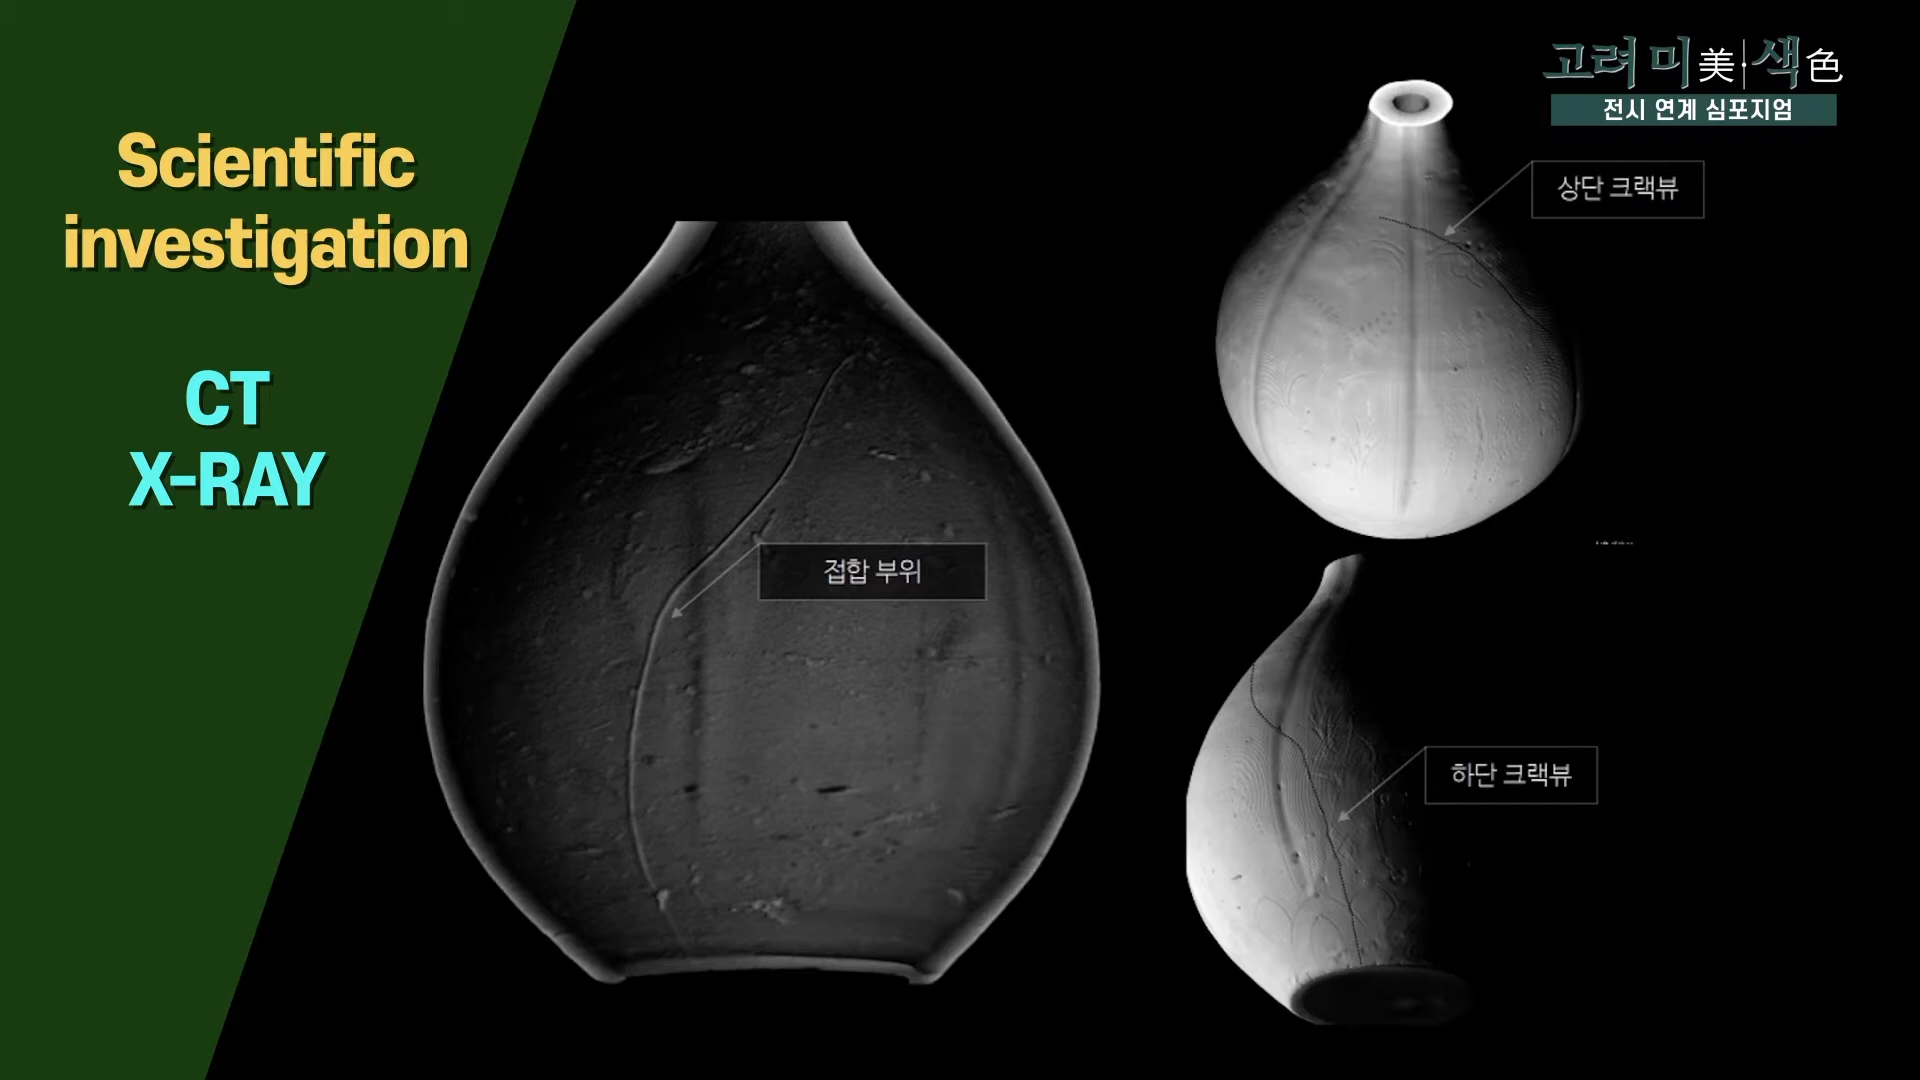 Scientific
investigation
CT
X-RAY
고려 미美·색色
전시 연계 심포지엄
상단 크랙뷰
접합 부위
하단 크랙뷰